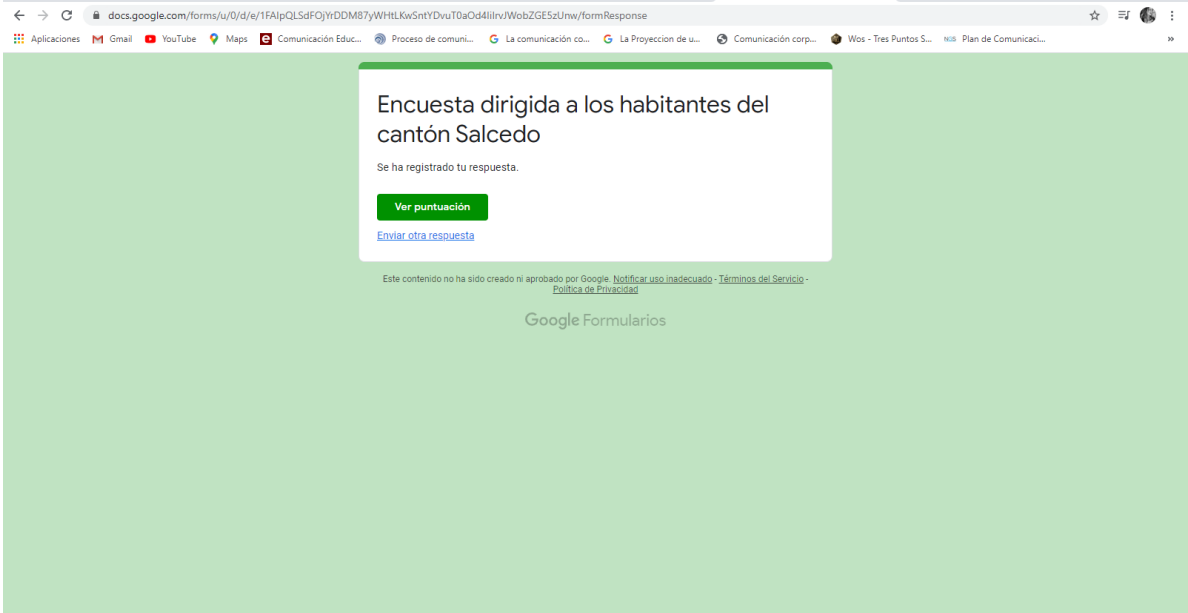 docs.google.com/forms/u/0/d/e/1FAIpQLSdFOjYrDDM87yWHtLKwSntYDvuT0aOd4IiIrvJWobZGE5zUnw/formResponse
Aplicaciones Gmail YouTube Maps Comunicación Educ... Proceso de comuni... La comunicación co... La Proyeccion de u... Comunicación corp... Wos - Tres Puntos S... Plan de Comunicaci... »
Encuesta dirigida a los habitantes del
cantón Salcedo
Se ha registrado tu respuesta.
Ver puntuación
Enviar otra respuesta
Este contenido no ha sido creado ni aprobado por Google. Notificar uso inadecuado - Términos del Servicio -
Política de Privacidad
Google Formularios